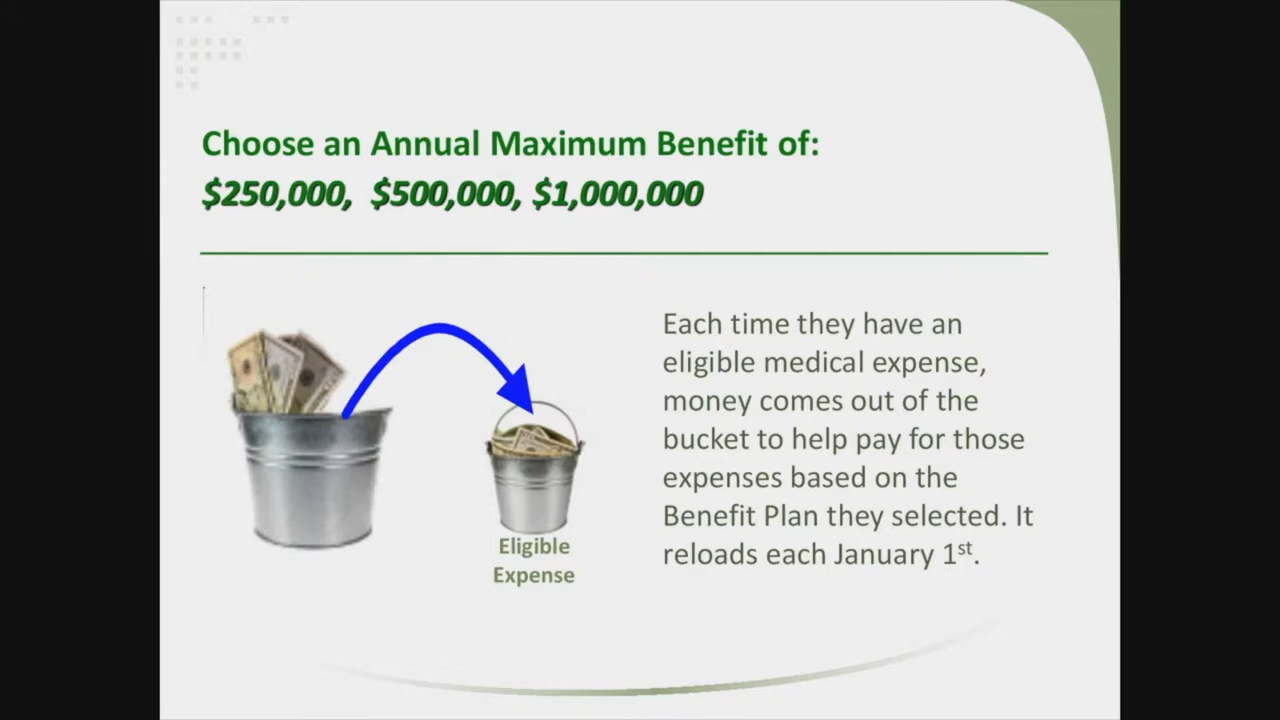 Choose an Annual Maximum Benefit of:
$250,000, $500,000, $1,000,000
Each time they have an
eligible medical expense,
money comes out of the
bucket to help pay for those
expenses based on the
Benefit Plan they selected. It
reloads each January 1st.
Eligible
Expense